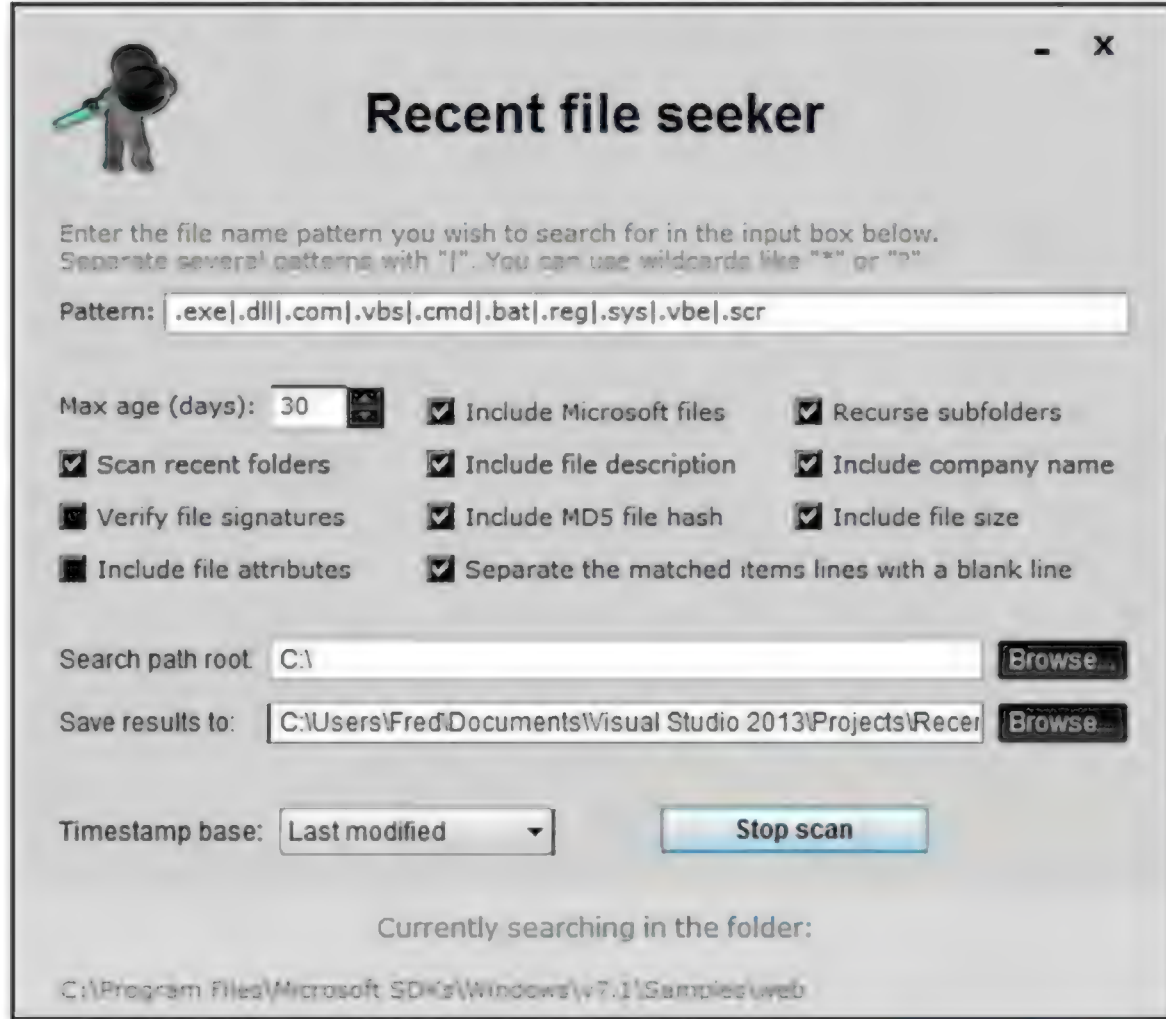 - X
Recent file seeker
Enter the file name pattern you wish to search for in the input box below.
Separate several patterns with "|". You can use wildcards like "*" or "?"
Pattern: .exe|.dll|.com|.vbs|.cmd|.bat|.reg|.sys|.vbe|.scr
Max age (days): 30 Include Microsoft files Recurse subfolders
Scan recent folders Include file description Include company name
Verify file signatures Include MD5 file hash Include file size
Include file attributes Separate the matched items lines with a blank line
Search path root C:\ Browse...
Save results to: C:\Users\Fred\Documents\Visual Studio 2013\Projects\Recer Browse...
Timestamp base: Last modified Stop scan
Currently searching in the folder:
C:\Program Files\Microsoft SDKs\Windows\v7.1\Samples\web